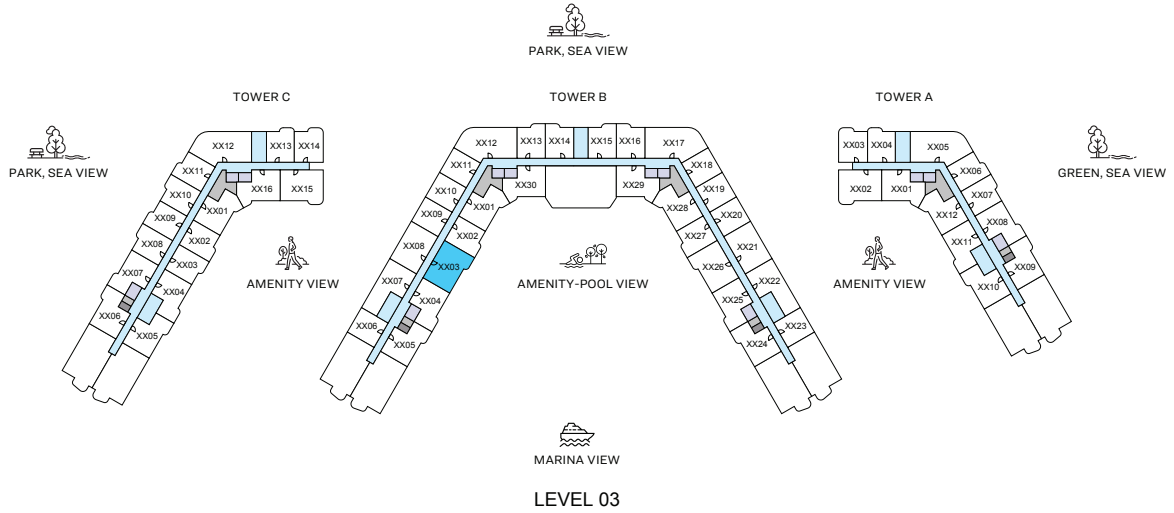 PARK, SEA VIEW
TOWER C
TOWER B
TOWER A
PARK, SEA VIEW
GREEN, SEA VIEW
XX12
XX13
XX14
XX11
XX16
XX15
XX10
XX01
XX09
XX02
XX08
XX03
XX07
XX04
XX06
XX05
AMENITY VIEW
XX12
XX13
XX14
XX15
XX16
XX17
XX11
XX30
XX29
XX18
XX10
XX01
XX28
XX19
XX09
XX02
XX27
XX20
XX08
XX03
XX26
XX21
XX07
XX04
XX25
XX22
XX06
XX05
XX24
XX23
AMENITY-POOL VIEW
XX03
XX04
XX05
XX02
XX01
XX06
XX12
XX07
XX11
XX08
XX10
XX09
AMENITY VIEW
MARINA VIEW
LEVEL 03